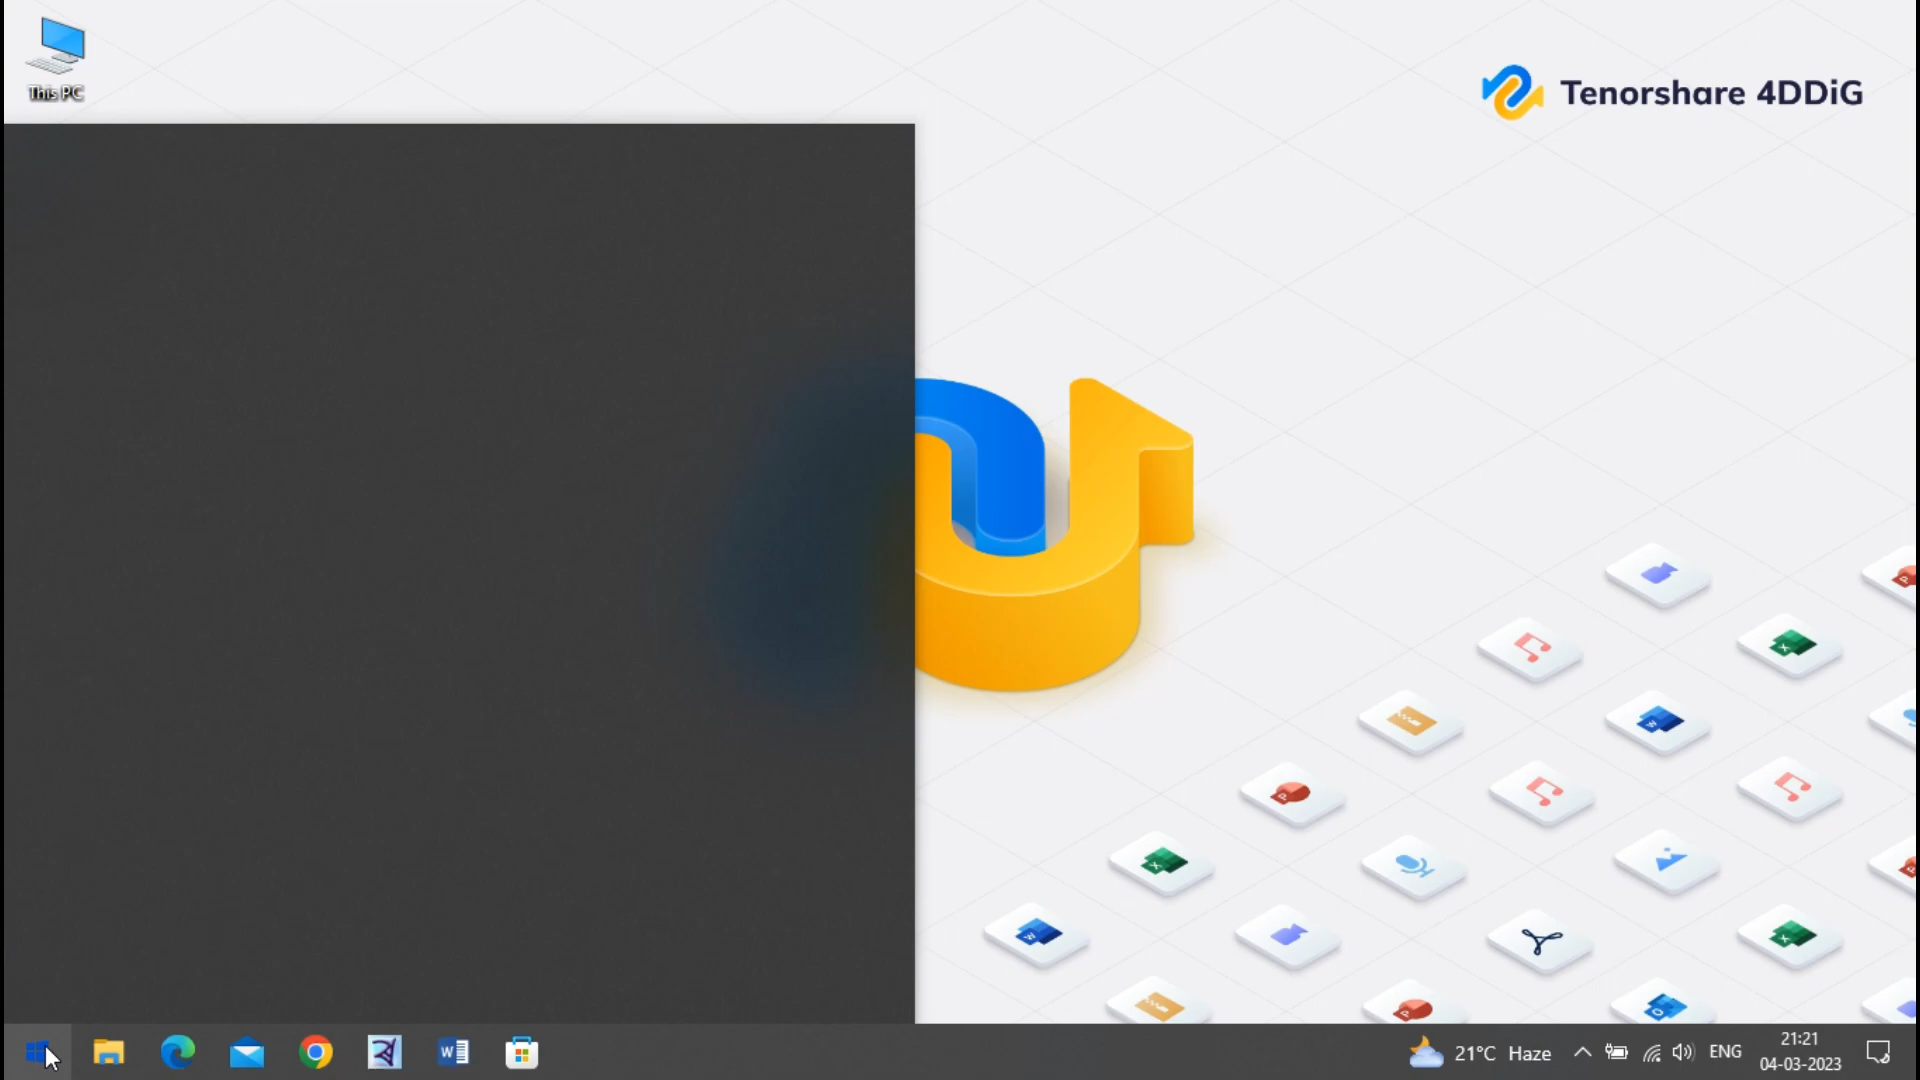 This PC
Tenorshare 4DDiG
21°C Haze
ENG
21:21
04-03-2023